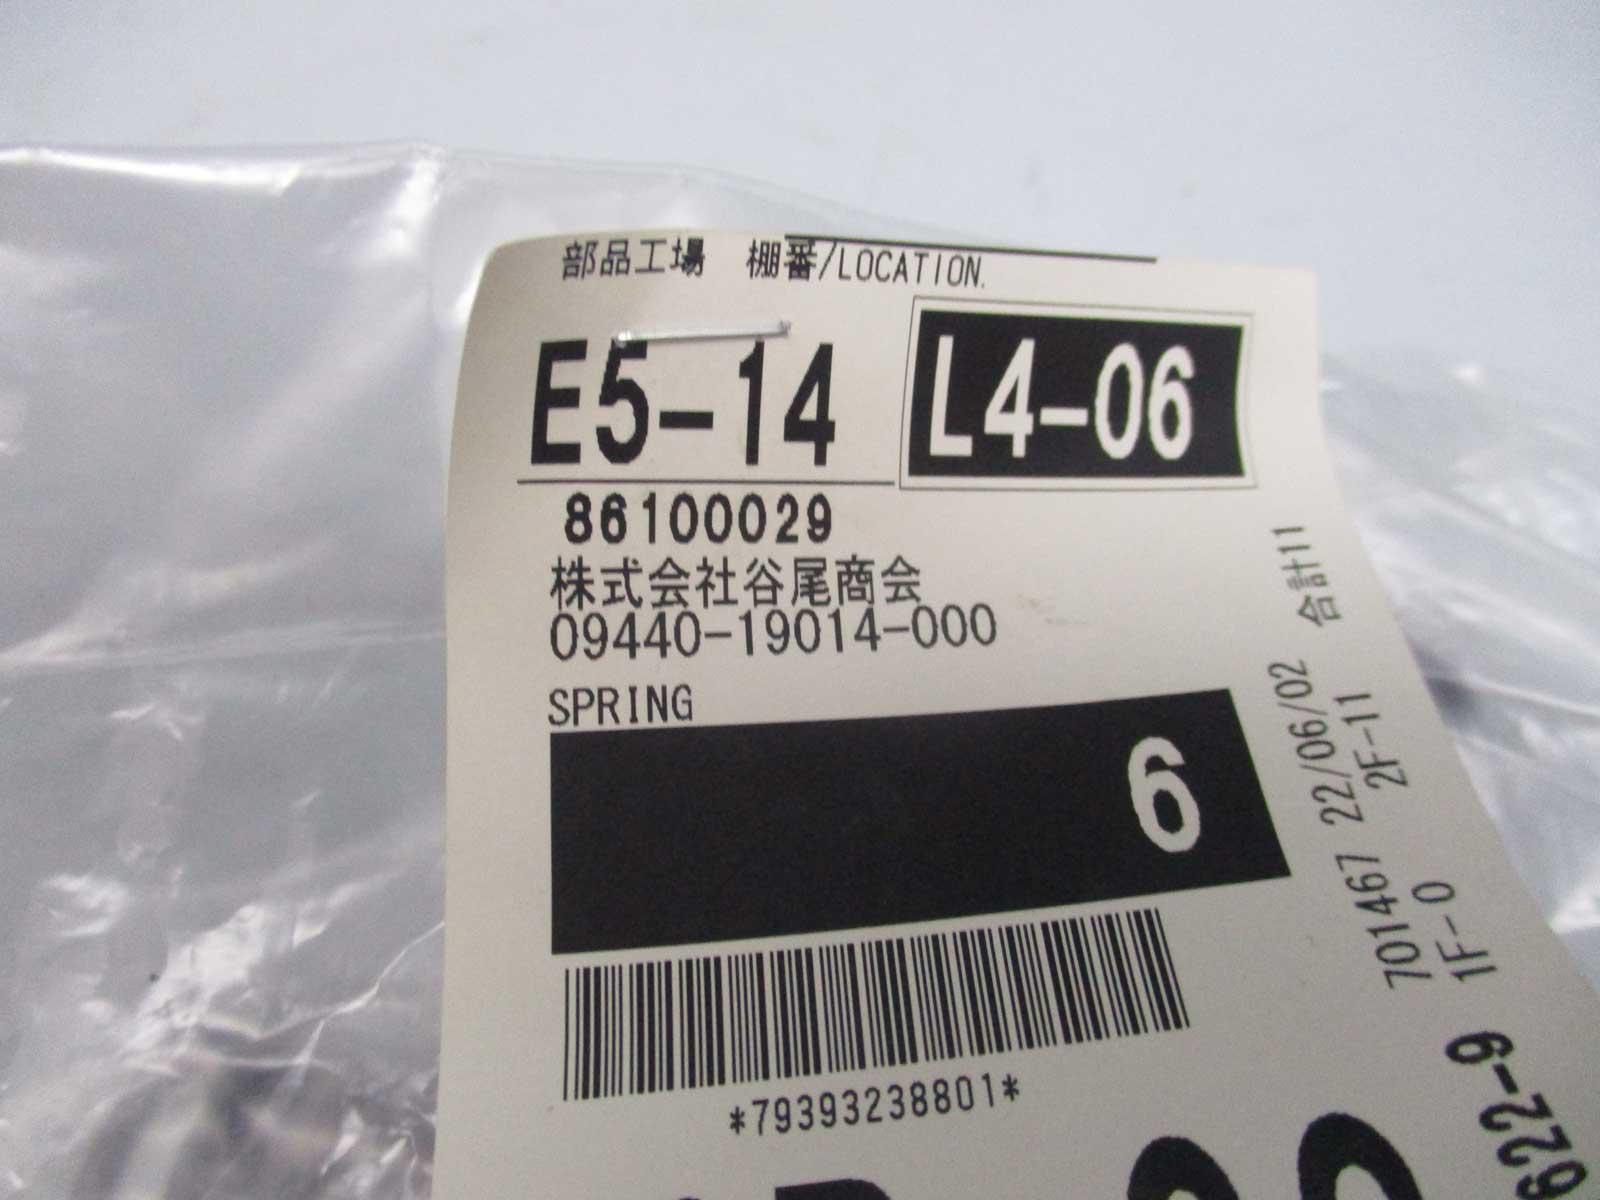 部品工場 棚番/LOCATION.
E5-14 L4-06
86100029
株式会社谷尾商会
09440-19014-000
SPRING
6
*79393238801*
701467 22/06/02 合計11
1F-0 2F-11
622-9